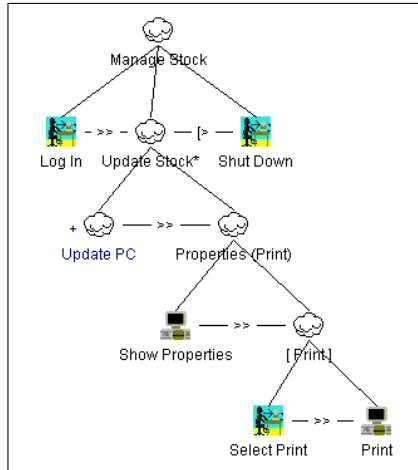 Manage Stock
>> [>
Log In Update Stock* Shut Down
+ >>
Update PC Properties (Print)
>>
Show Properties [ Print ]
>>
Select Print Print